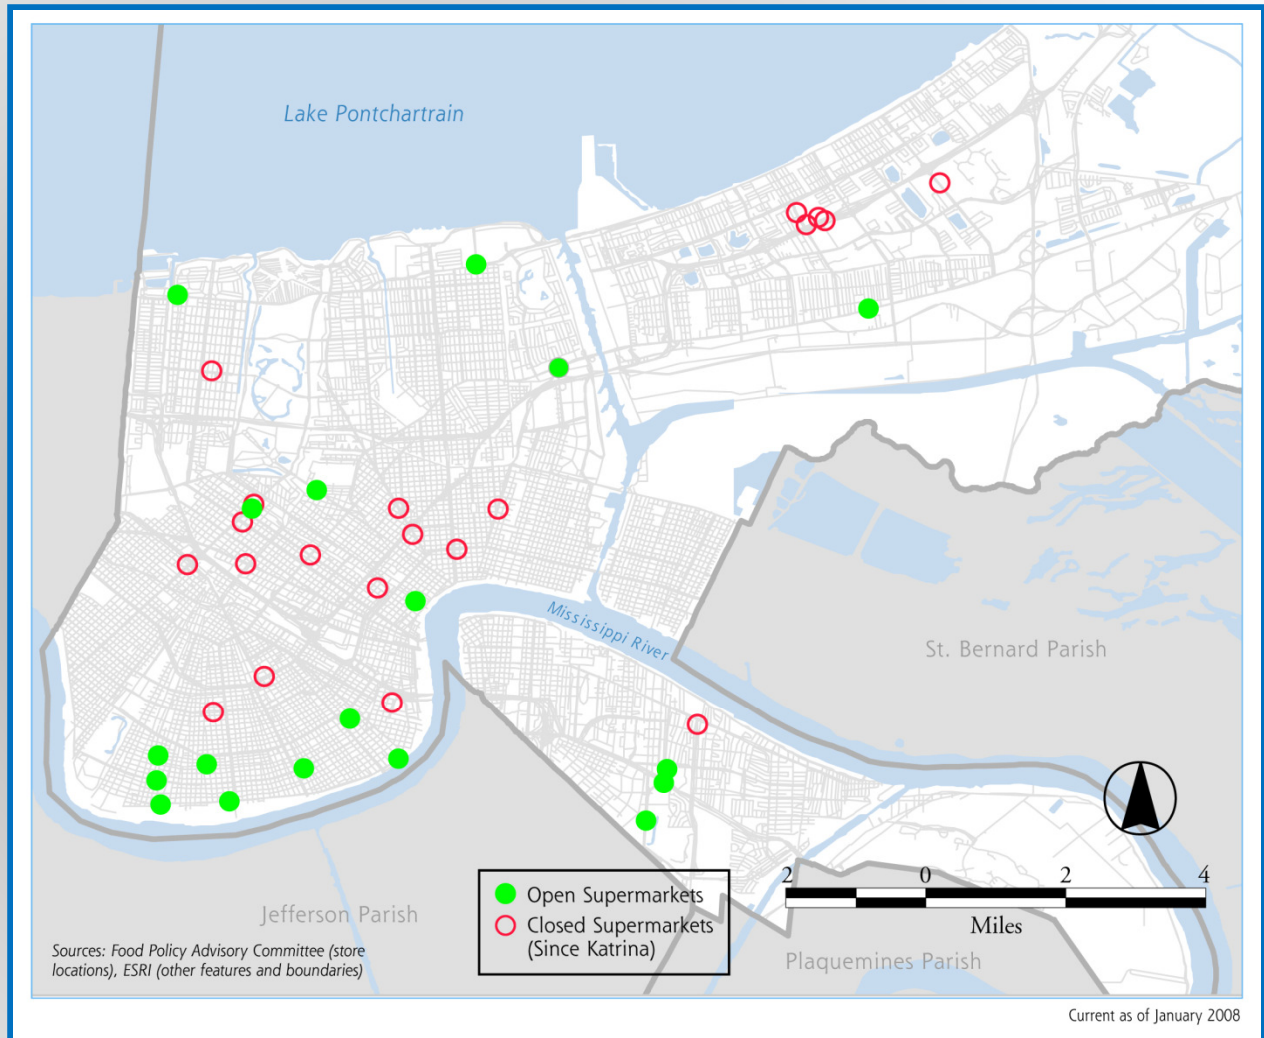 Lake Pontchartrain
Mississippi River
St. Bernard Parish
2 0 2 4
Miles
Open Supermarkets
Closed Supermarkets
(Since Katrina)
Jefferson Parish
Sources: Food Policy Advisory Committee (store
locations), ESRI (other features and boundaries)
Plaquemines Parish
Current as of January 2008